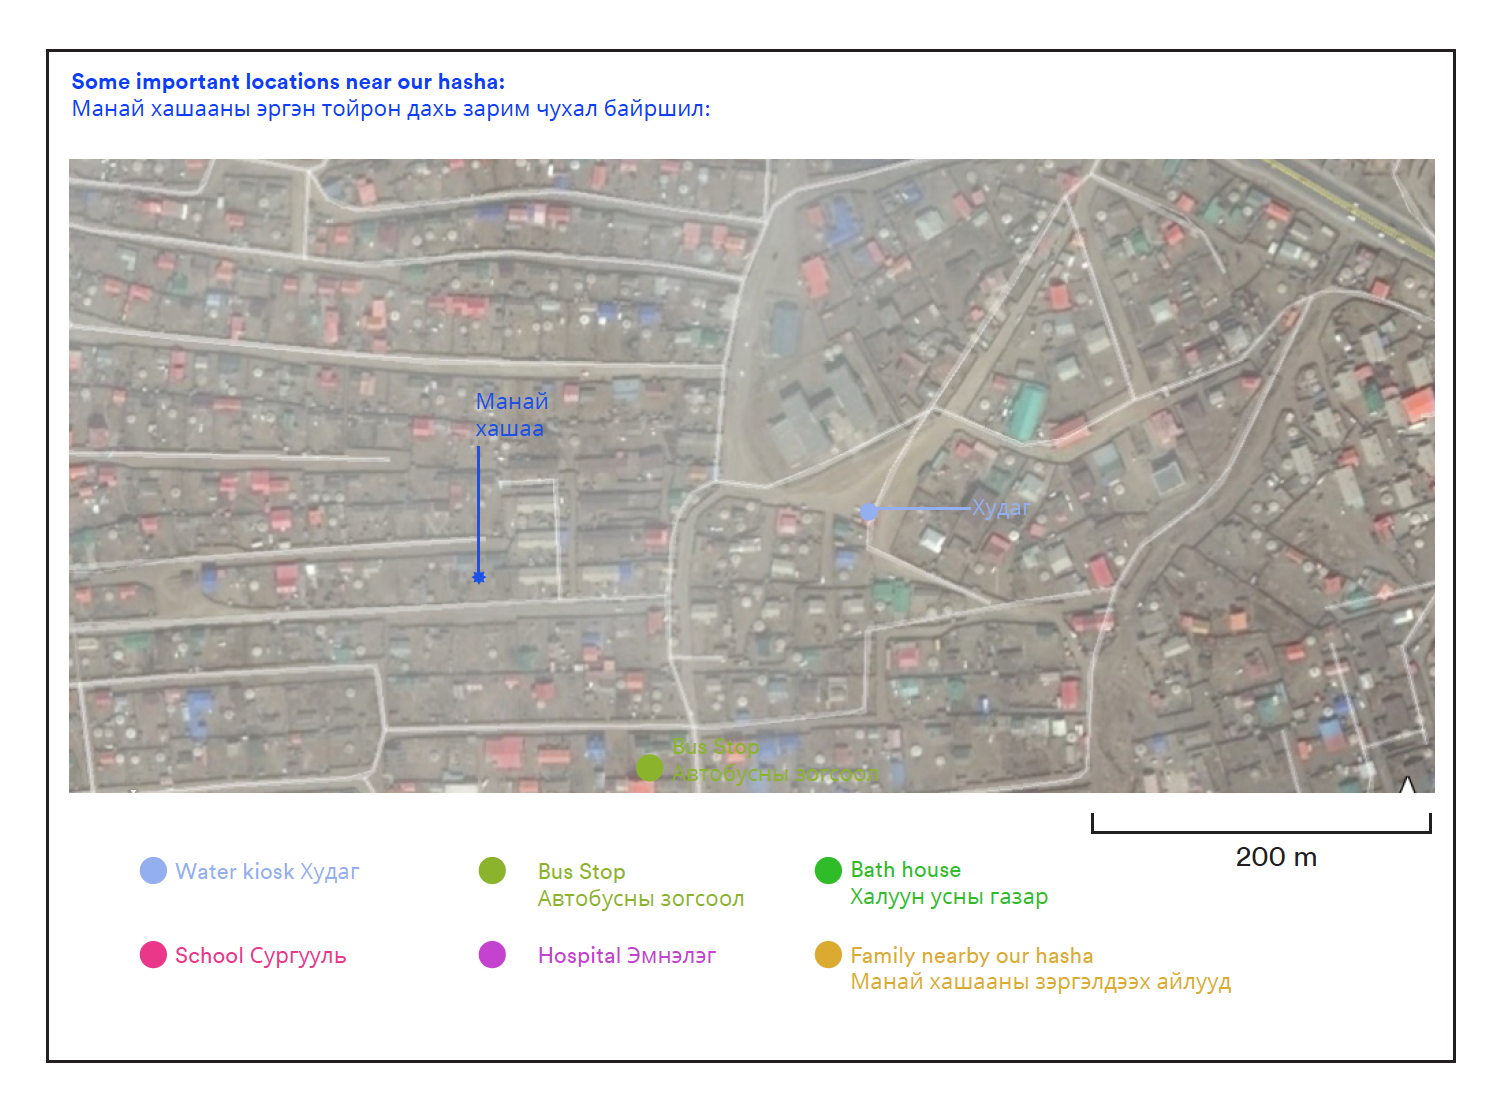 Some important locations near our hasha:
Манай хашааны эргэн тойрон дахь зарим чухал байршил:
Манай
хашаа
Худаг
Bus Stop
Автобусны зогсоол
200 m
Water kiosk Худаг
Bus Stop
Автобусны зогсоол
Bath house
Халуун усны газар
School Сургууль
Hospital Эмнэлэг
Family nearby our hasha
Манай хашааны зэргэлдээх айлууд